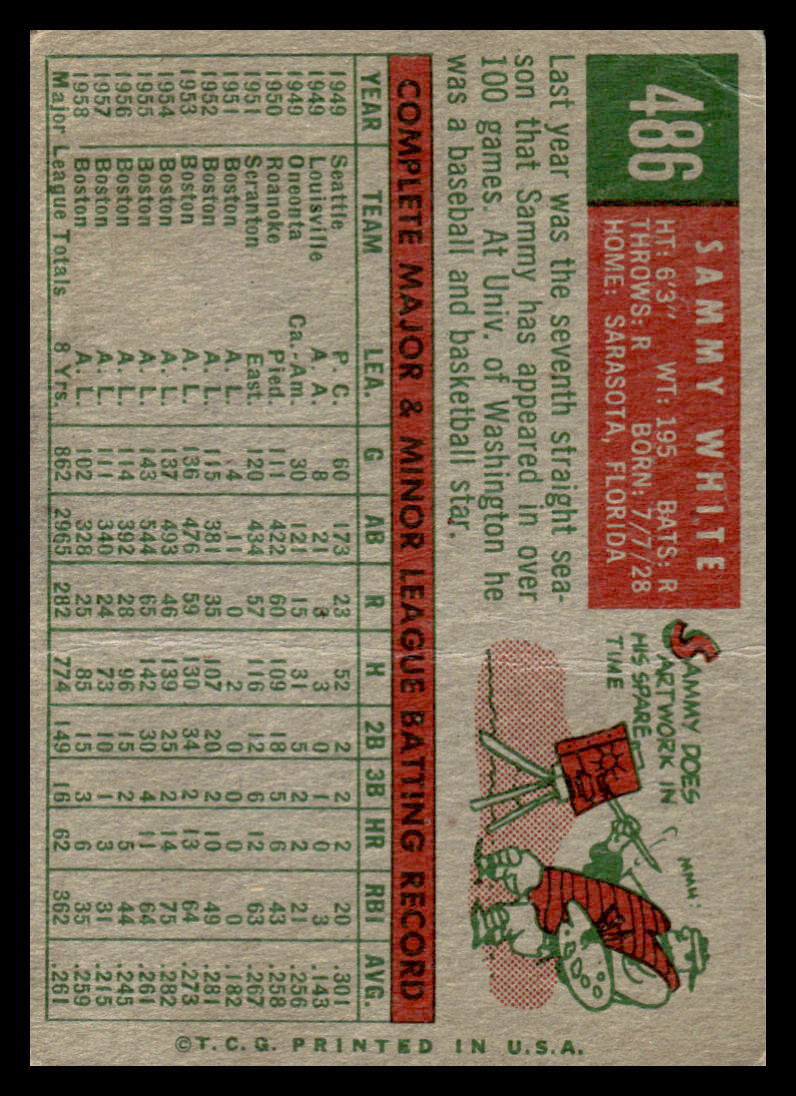 486
SAMMY WHITE
HT: 6'3" WT: 195 BATS: R
THROWS: R BORN: 7/7/28
HOME: SARASOTA, FLORIDA
Last year was the seventh straight sea-
son that Sammy has appeared in over
100 games. At Univ. of Washington he
was a baseball and basketball star.
SAMMY DOES
ARTWORK IN
HIS SPARE
TIME
MMH!
COMPLETE MAJOR & MINOR LEAGUE BATTING RECORD
YEAR TEAM LEA. G AB R H 2B 3B HR RBI AVG.
1949 Seattle P. C. 60 173 23 52 2 2 2 20 .301
1949 Louisville A. A. 8 21 3 3 0 1 0 3 .143
1949 Oneonta Ca.-Am. 30 121 15 31 5 2 2 21 .256
1950 Roanoke Pied. 111 422 60 109 18 5 6 43 .258
1951 Scranton East. 120 434 57 116 12 6 12 63 .267
1951 Boston A. L. 4 11 0 2 0 0 0 0 .182
1952 Boston A. L. 115 381 35 107 20 2 10 49 .281
1953 Boston A. L. 136 476 59 130 34 2 13 64 .273
1954 Boston A. L. 137 493 46 139 25 2 14 75 .282
1955 Boston A. L. 143 544 65 142 30 4 11 64 .261
1956 Boston A. L. 114 392 28 96 15 2 5 44 .245
1957 Boston A. L. 111 340 24 73 10 1 3 31 .215
1958 Boston A. L. 102 328 25 85 15 3 6 35 .259
Major League Totals 8 Yrs. 862 2965 282 774 149 16 62 362 .261
©T.C.G. PRINTED IN U.S.A.